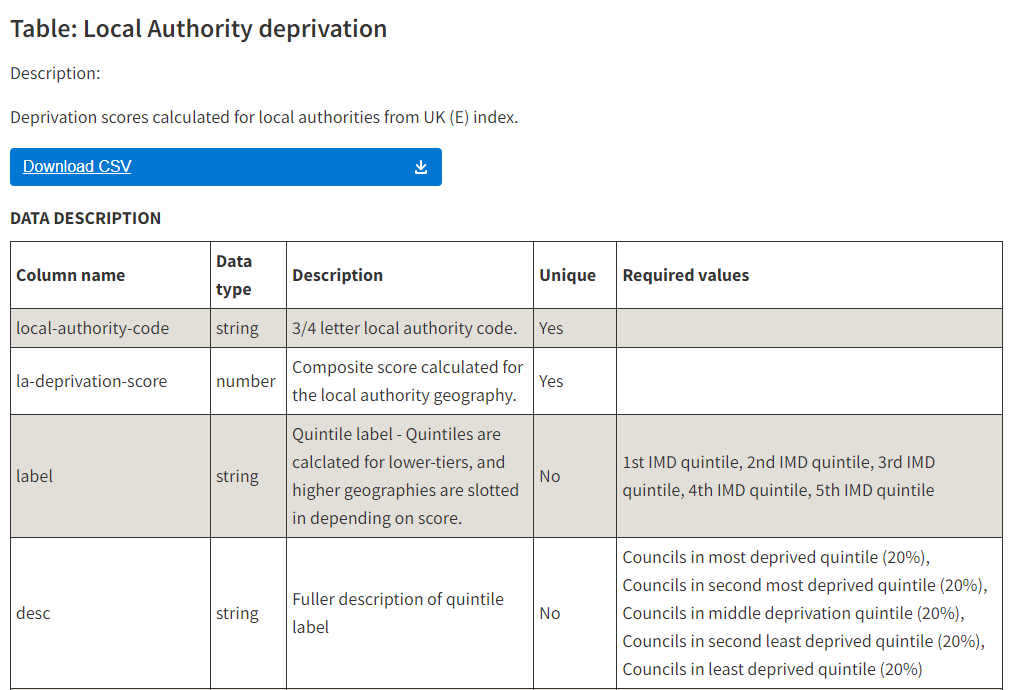 Table: Local Authority deprivation
Description:
Deprivation scores calculated for local authorities from UK (E) index.
Download CSV
DATA DESCRIPTION
Column name
Data
type
Description
Unique
Required values
local-authority-code
string
3/4 letter local authority code.
Yes
la-deprivation-score
number
Composite score calculated for
the local authority geography.
Yes
label
string
Quintile label - Quintiles are
calclated for lower-tiers, and
higher geographies are slotted
in depending on score.
No
1st IMD quintile, 2nd IMD quintile, 3rd IMD
quintile, 4th IMD quintile, 5th IMD quintile
desc
string
Fuller description of quintile
label
No
Councils in most deprived quintile (20%),
Councils in second most deprived quintile (20%),
Councils in middle deprivation quintile (20%),
Councils in second least deprived quintile (20%),
Councils in least deprived quintile (20%)